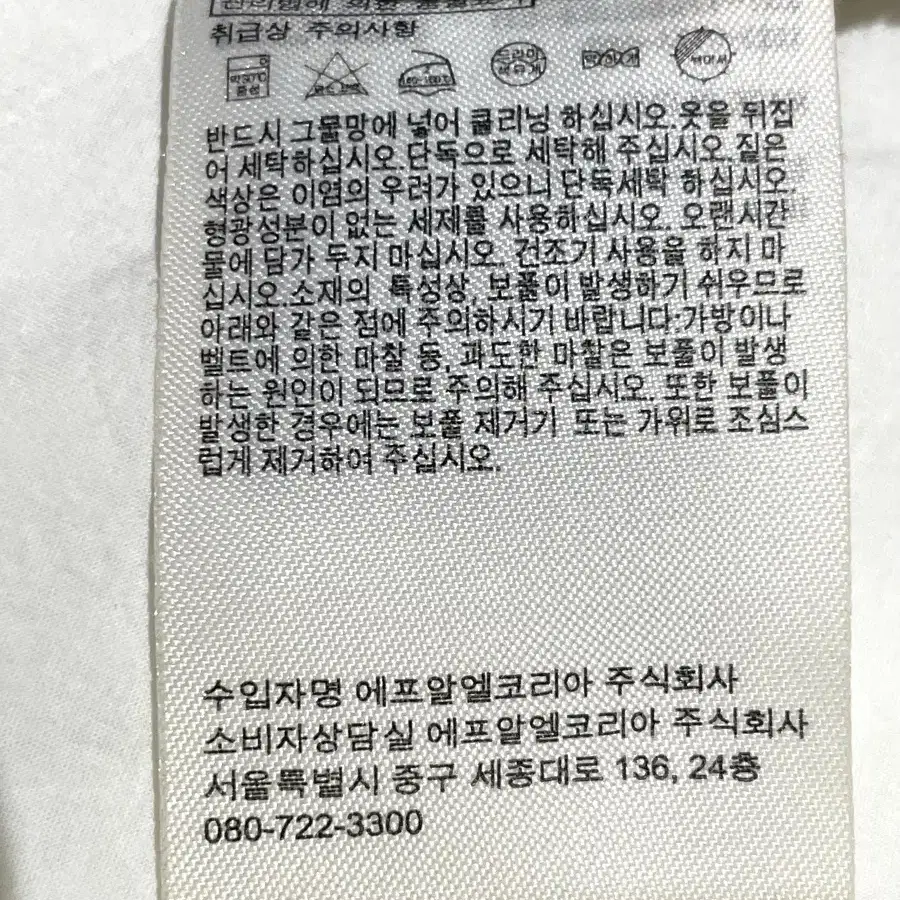 취급상 주의사항
약30℃ 중성
드라이
반드시 그물망에 넣어 클리닝 하십시오.옷을 뒤집
어 세탁하십시오.단독으로 세탁해 주십시오.짙은
색상은 이염의 우려가 있으니 단독세탁 하십시오.
형광성분이 없는 세제를 사용하십시오. 오랜시간
물에 담가 두지 마십시오. 건조기 사용을 하지 마
십시오.소재의 특성상, 보풀이 발생하기 쉬우므로
아래와 같은 점에 주의하시기 바랍니다·가방이나
벨트에 의한 마찰 등, 과도한 마찰은 보풀이 발생
하는 원인이 되므로 주의해 주십시오. 또한 보풀이
발생한 경우에는 보풀 제거기 또는 가위로 조심스
럽게 제거하여 주십시오.
수입자명 에프알엘코리아 주식회사
소비자상담실 에프알엘코리아 주식회사
서울특별시 중구 세종대로 136, 24층
080-722-3300